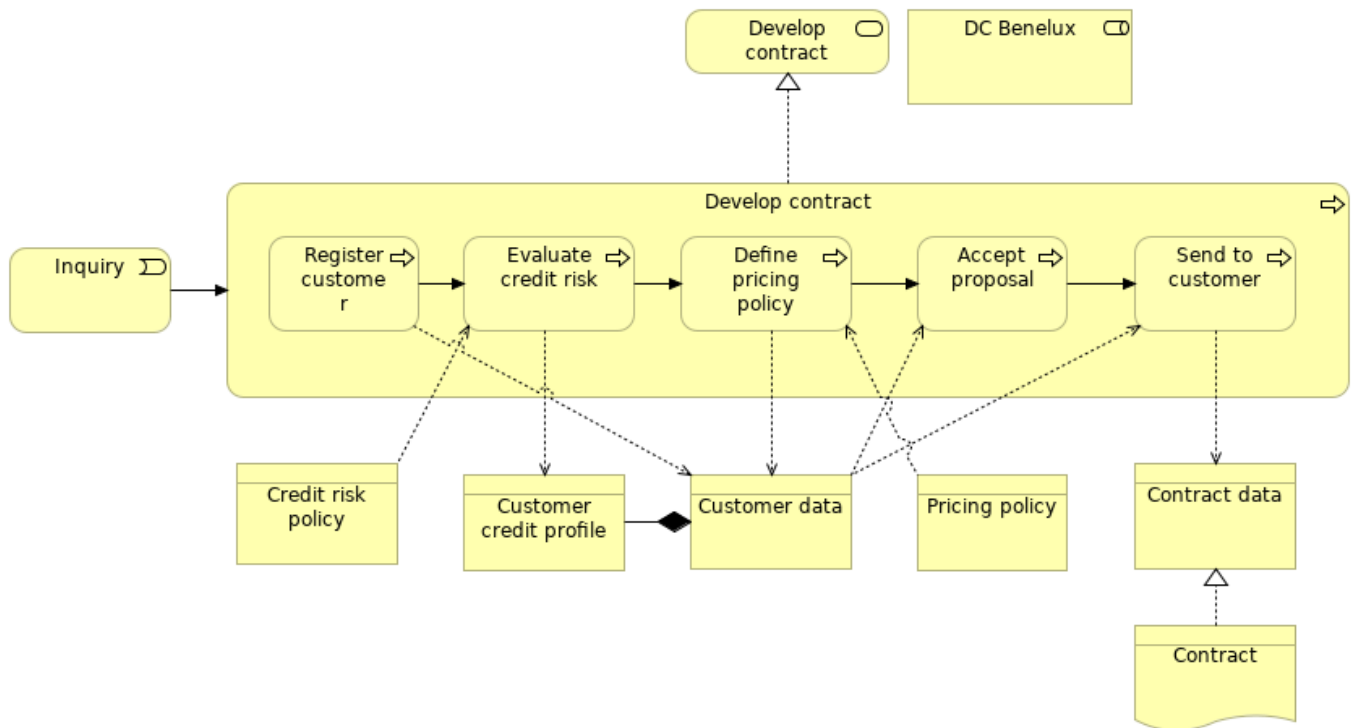 Develop
contract
DC Benelux
Develop contract
Inquiry
Register
custome
r
Evaluate
credit risk
Define
pricing
policy
Accept
proposal
Send to
customer
Credit risk
policy
Customer
credit profile
Customer data
Pricing policy
Contract data
Contract